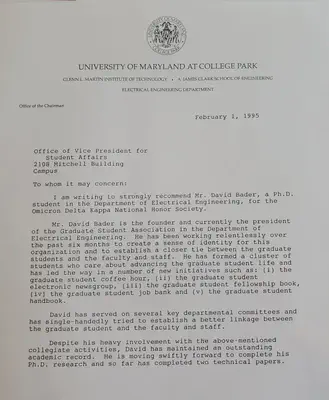 UNIVERSITY OF MARYLAND AT COLLEGE PARK
GLENN L. MARTIN INSTITUTE OF TECHNOLOGY • A. JAMES CLARK SCHOOL OF ENGINEERING
ELECTRICAL ENGINEERING DEPARTMENT
Office of the Chairman
February 1, 1995
Office of Vice President for
Student Affairs
2108 Mitchell Building
Campus
To whom it may concern:
I am writing to strongly recommend Mr. David Bader, a Ph.D.
student in the Department of Electrical Engineering, for the
Omicron Delta Kappa National Honor Society.
Mr. David Bader is the founder and currently the president
of the Graduate Student Association in the Department of
Electrical Engineering. He has been working relentlessly over
the past six months to create a sense of identity for this
organization and to establish a closer tie between the graduate
students and the faculty and staff. He has formed a cluster of
students who care about advancing the graduate student life and
has led the way in a number of new initiatives such as: (i) the
graduate student coffee hour, (ii) the graduate student
electronic newsgroup, (iii) the graduate student fellowship book,
(iv) the graduate student job bank and (v) the graduate student
handbook.
David has served on several key departmental committees and
has single-handedly tried to establish a better linkage between
the graduate student and the faculty and staff.
Despite his heavy involvement with the above-mentioned
collegiate activities, David has maintained an outstanding
academic record. He is moving swiftly forward to complete his
Ph.D. research and so far has completed two technical papers.